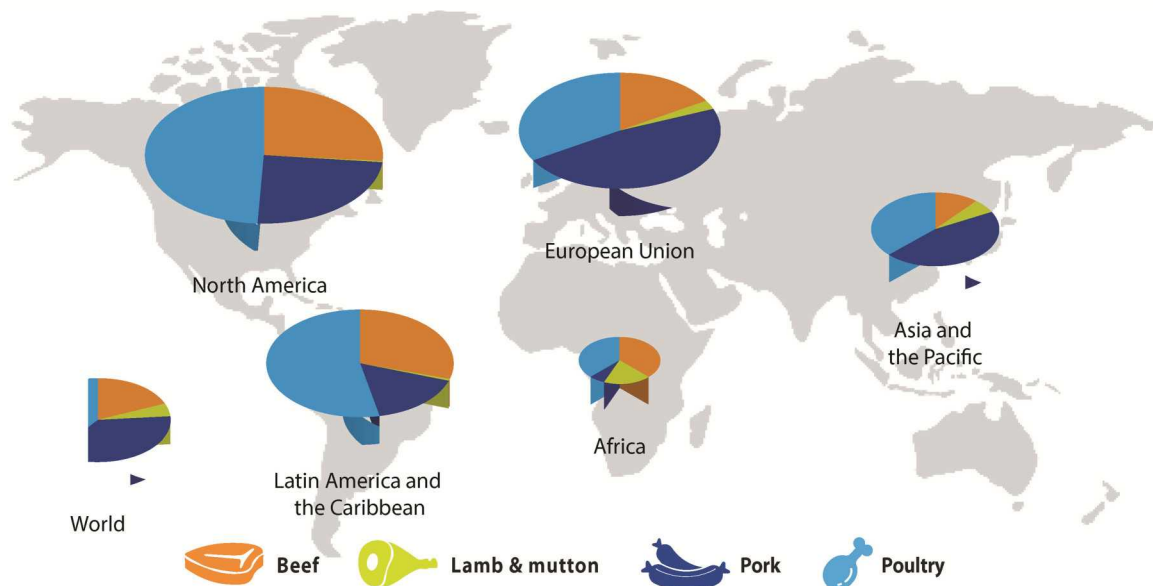 North America
European Union
Asia and
the Pacific
Africa
Latin America and
the Caribbean
World
Beef
Lamb & mutton
Pork
Poultry